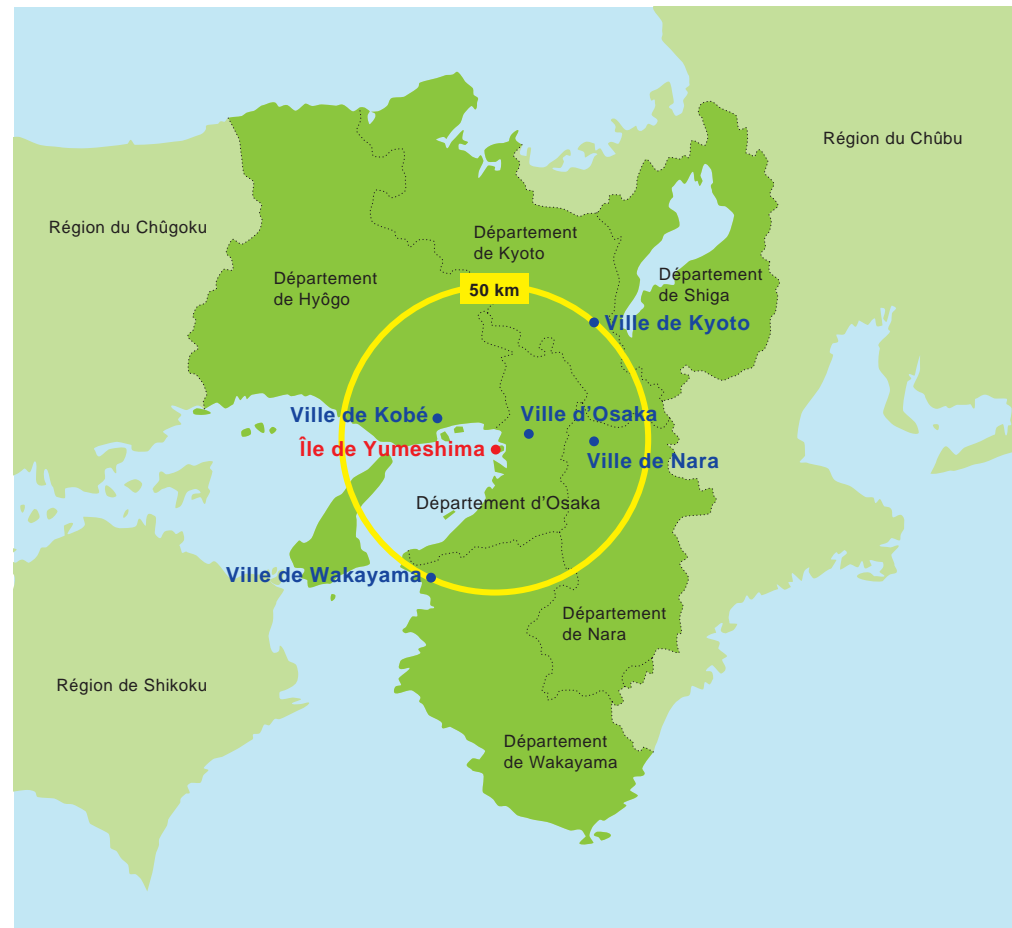 Région du Chûbu
Région du Chûgoku
Département
de Kyoto
Département
de Hyôgo
Département
de Shiga
50 km
Ville de Kyoto
Ville de Kobé
Ville d'Osaka
Île de Yumeshima
Ville de Nara
Département d'Osaka
Ville de Wakayama
Département
de Nara
Région de Shikoku
Département
de Wakayama